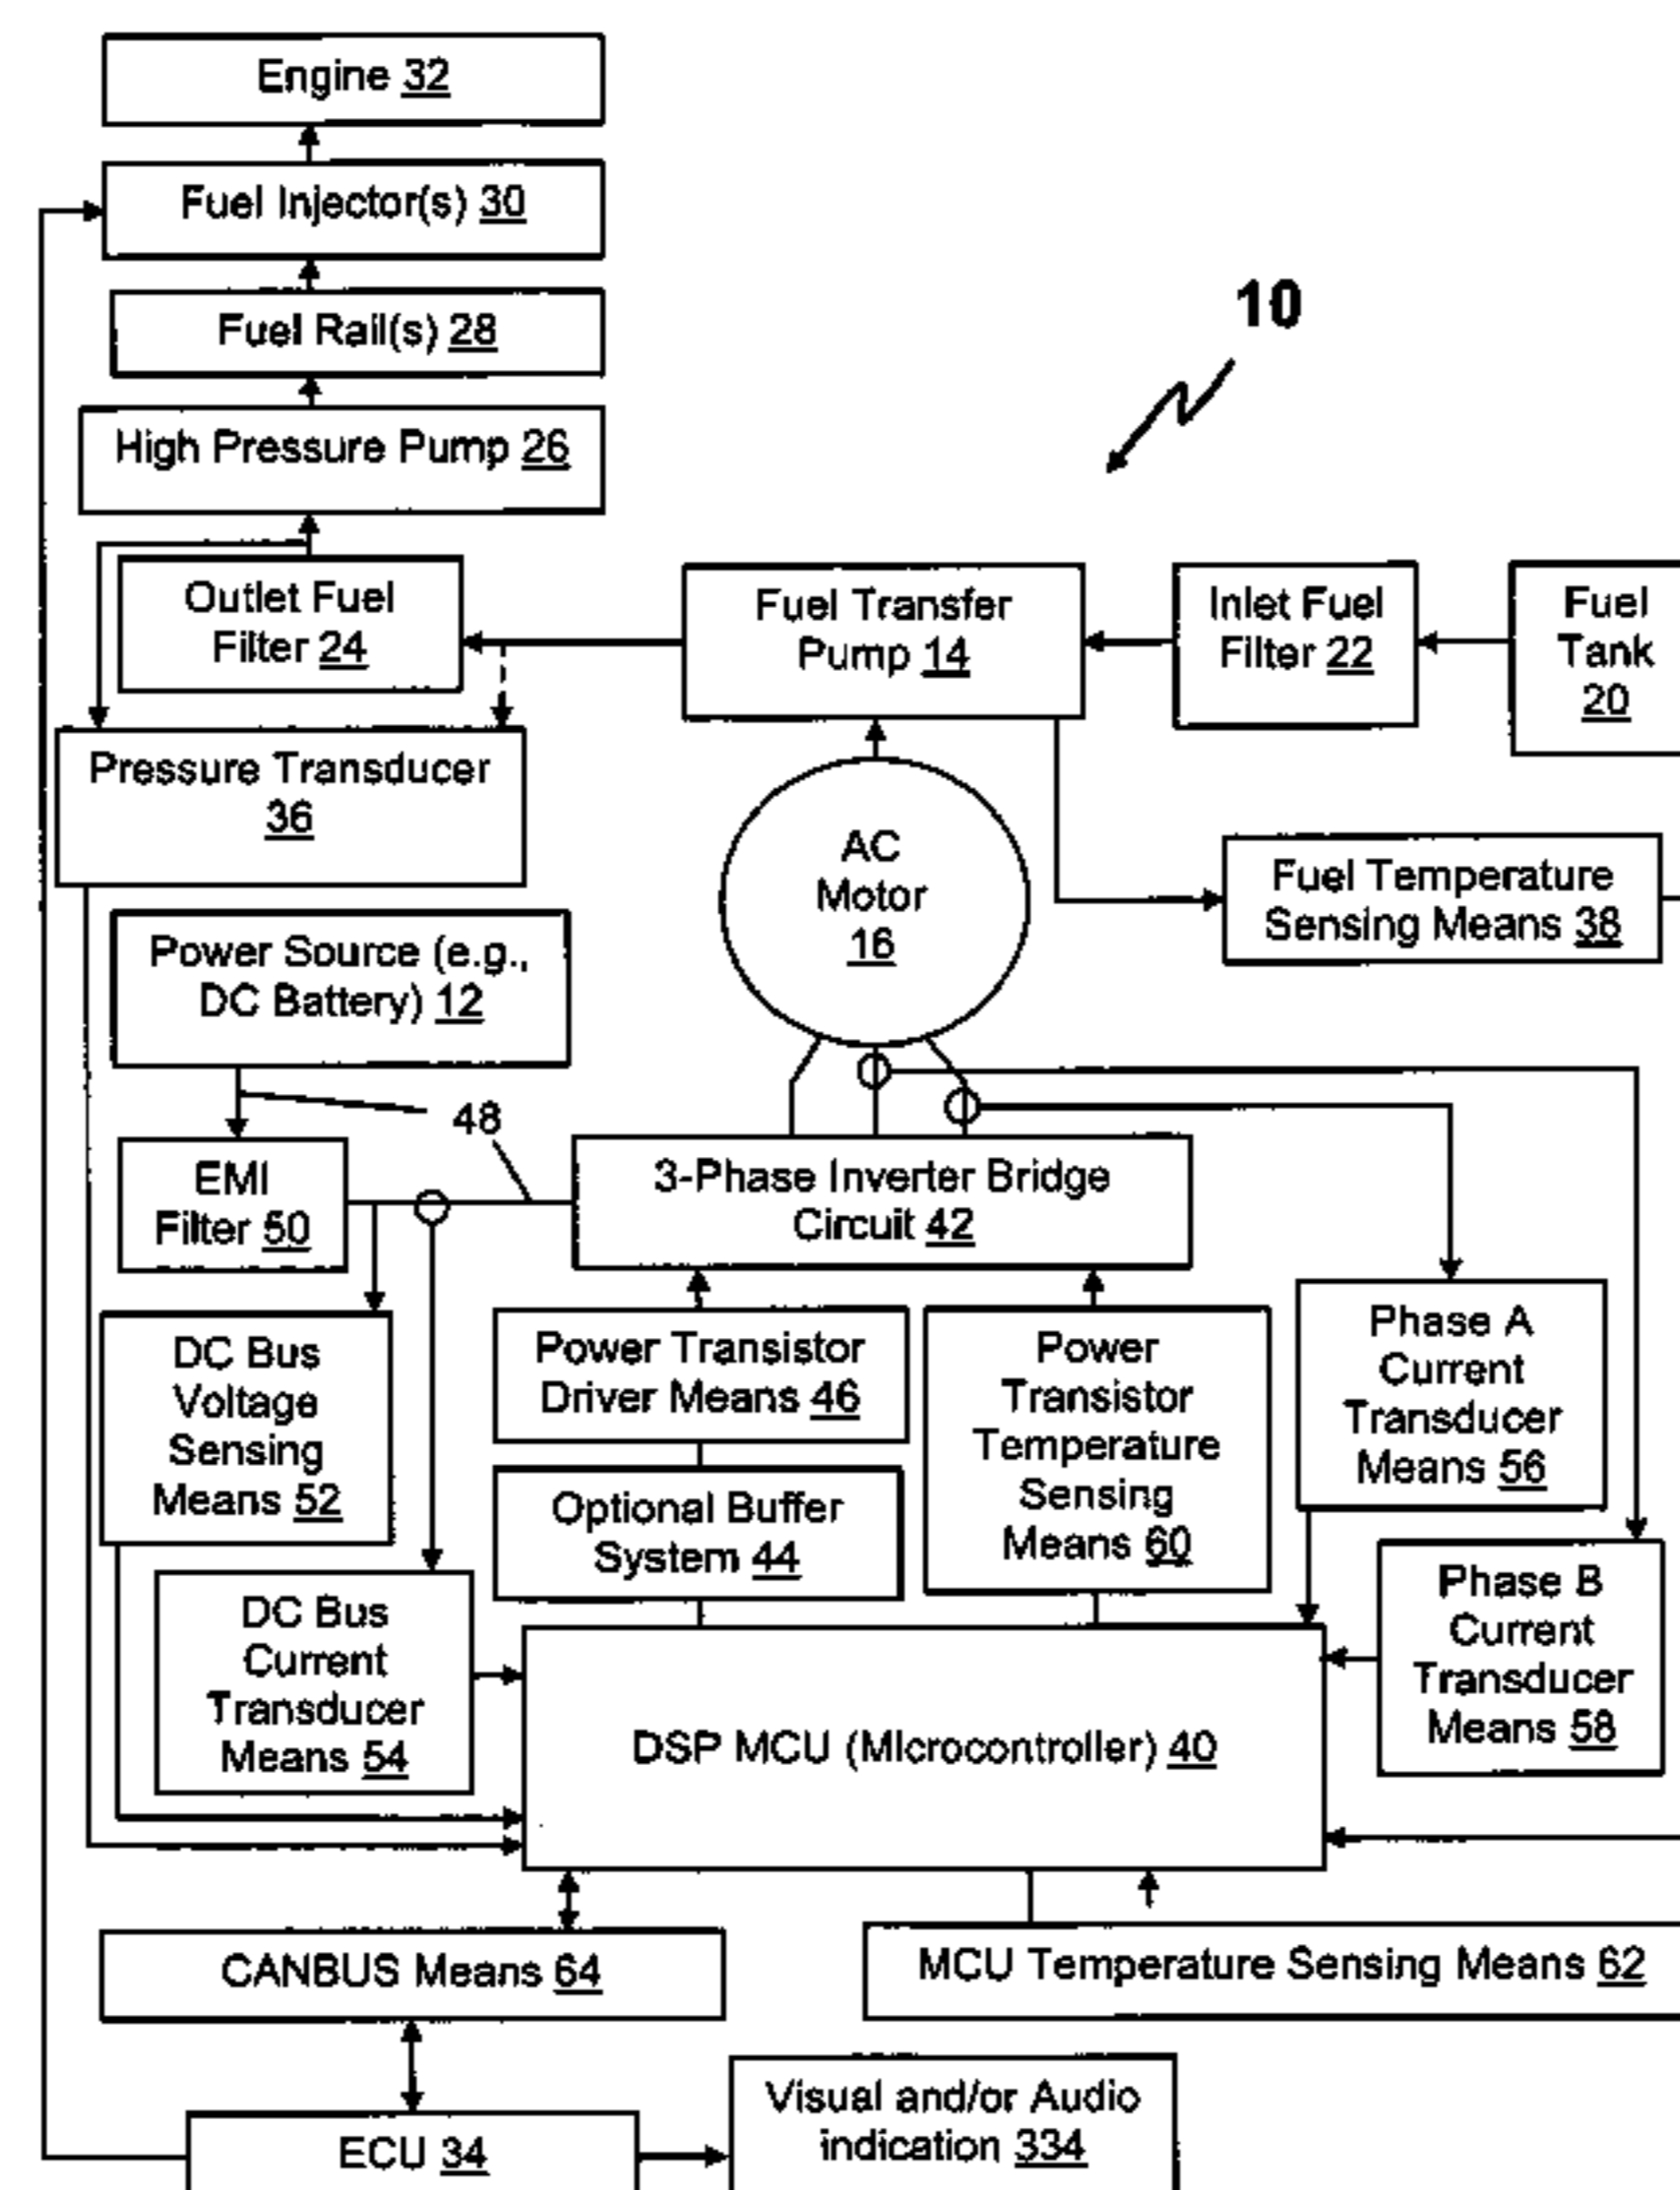 Engine 32
Fuel Injector(s) 30
Fuel Rail(s) 28
10
High Pressure Pump 26
Outlet Fuel
Filter 24
Fuel Transfer
Pump 14
Inlet Fuel
Filter 22
Fuel
Tank
20
Pressure Transducer
36
AC
Motor
16
Fuel Temperature
Sensing Means 38
Power Source (e.g.,
DC Battery) 12
48
EMI
Filter 50
3-Phase Inverter Bridge
Circuit 42
DC Bus
Voltage
Sensing
Means 52
Power Transistor
Driver Means 46
Power
Transistor
Temperature
Sensing
Means 60
Phase A
Current
Transducer
Means 56
Optional Buffer
System 44
DC Bus
Current
Transducer
Means 54
Phase B
Current
Transducer
Means 58
DSP MCU (Microcontroller) 40
CANBUS Means 64
MCU Temperature Sensing Means 62
ECU 34
Visual and/or Audio
indication 334